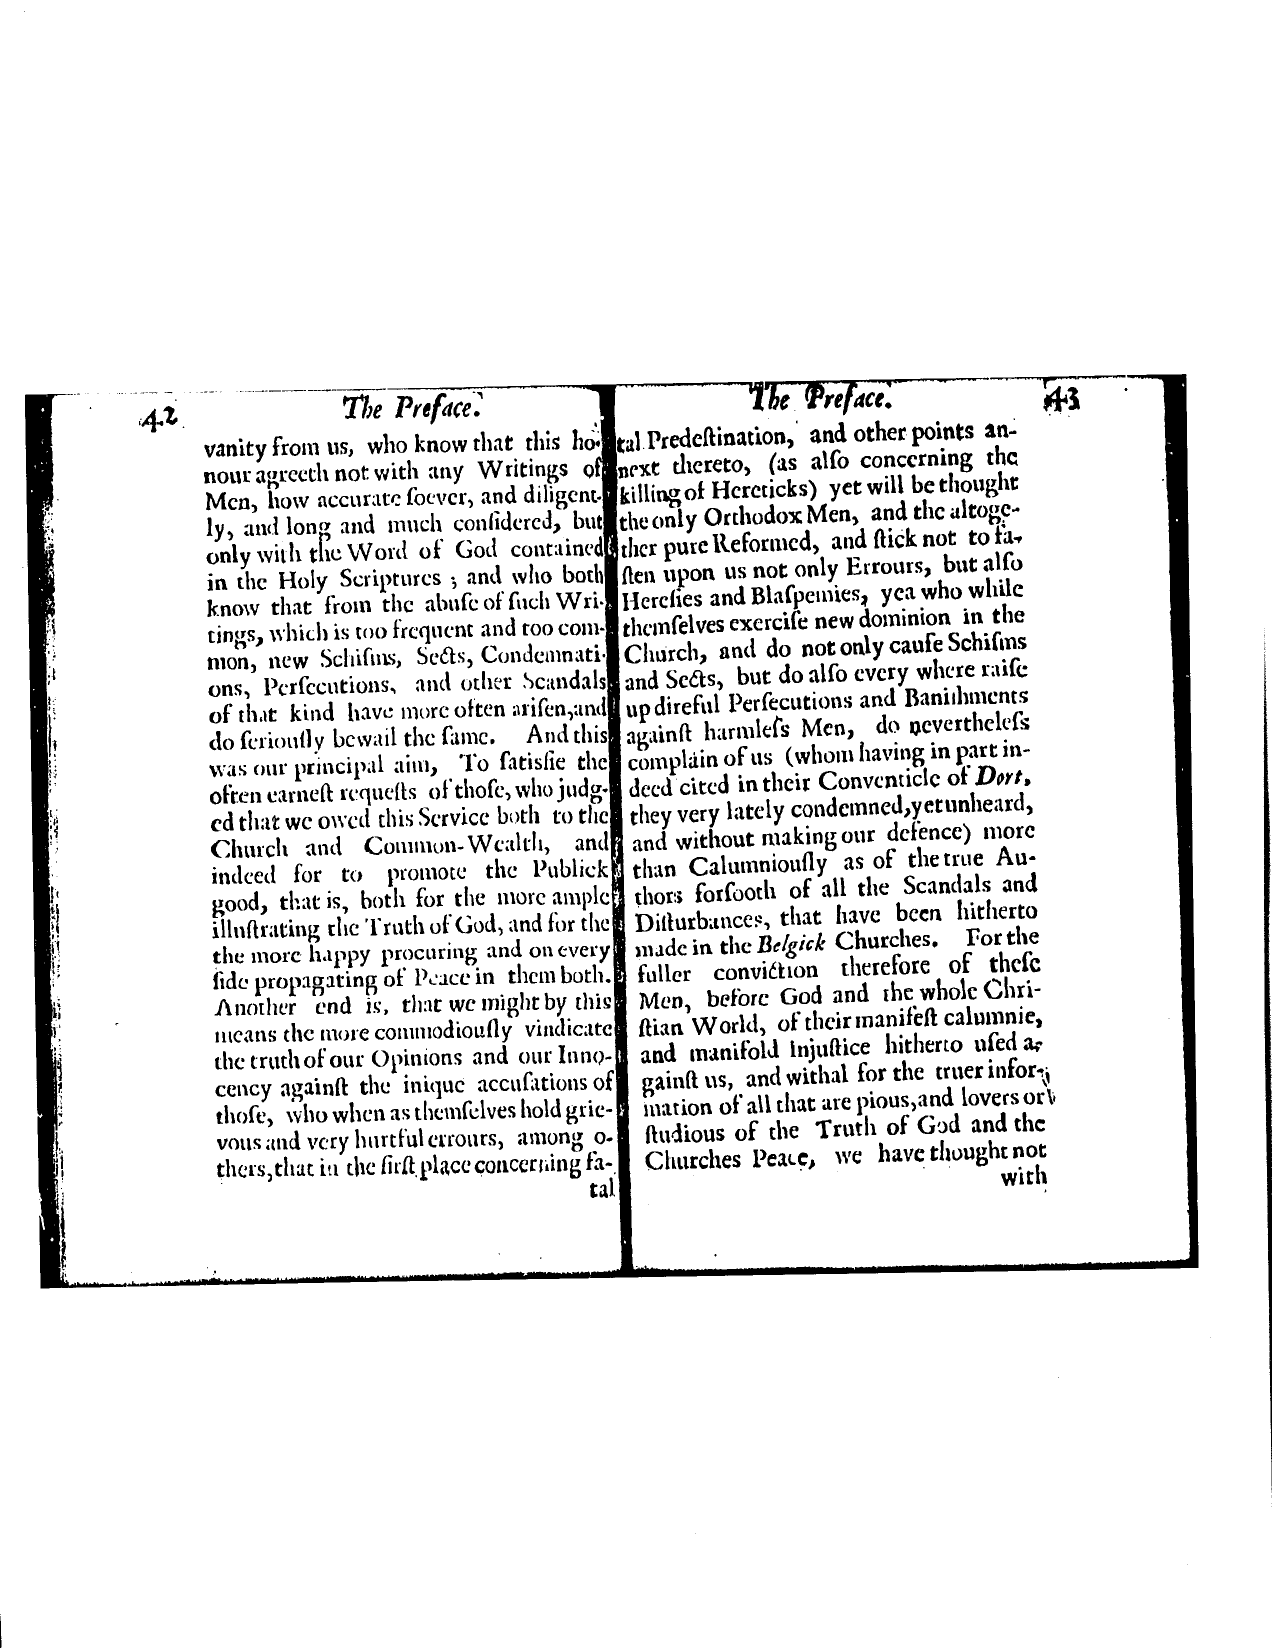 42
The Preface.
vanity from us, who know that this ho-
nour agreeth not with any Writings of
Men, how accurate ſoever, and diligent-
ly, and long and much conſidered, but
only with the Word of God contained
in the Holy Scriptures ; and who both
know that from the abuſe of ſuch Wri-
tings, which is too frequent and too com-
mon, new Schiſms, Sects, Condemnati-
ons, Perſecutions, and other Scandals
of that kind have more often ariſen,and
do ſeriouſly bewail the ſame. And this
was our principal aim, To ſatisfie the
often earneſt requeſts of thoſe, who judg-
ed that we owed this Service both to the
Church and Common-Wealth, and
indeed for to promote the Publick
good, that is, both for the more ample
illuſtrating the Truth of God, and for the
the more happy procuring and on every
ſide propagating of Peace in them both.
Another end is, that we might by this
means the more commodiouſly vindicate
the truth of our Opinions and our Inno-
cency againſt the inique accuſations of
thoſe, who when as themſelves hold grie-
vous and very hurtful errours, among o-
thers,that in the firſt place concerning fa-
tal
The Preface.
43
tal Predeſtination, and other points an-
next thereto, (as alſo concerning the
killing of Hereticks) yet will be thought
the only Orthodox Men, and the altoge-
ther pure Reformed, and ſtick not to fa-
ſten upon us not only Errours, but alſo
Hereſies and Blaſpemies, yea who while
themſelves exerciſe new dominion in the
Church, and do not only cauſe Schiſms
and Sects, but do alſo every where raiſe
up direful Perſecutions and Baniſhments
againſt harmleſs Men, do nevertheleſs
complain of us (whom having in part in-
deed cited in their Conventicle of Dort,
they very lately condemned,yet unheard,
and without making our defence) more
than Calumniouſly as of the true Au-
thors forſooth of all the Scandals and
Diſturbances, that have been hitherto
made in the Belgick Churches. For the
fuller conviction therefore of theſe
Men, before God and the whole Chri-
ſtian World, of their manifeſt calumnie,
and manifold Injuſtice hitherto uſed a-
gainſt us, and withal for the truer infor-
mation of all that are pious,and lovers or
ſtudious of the Truth of God and the
Churches Peace, we have thought not
with